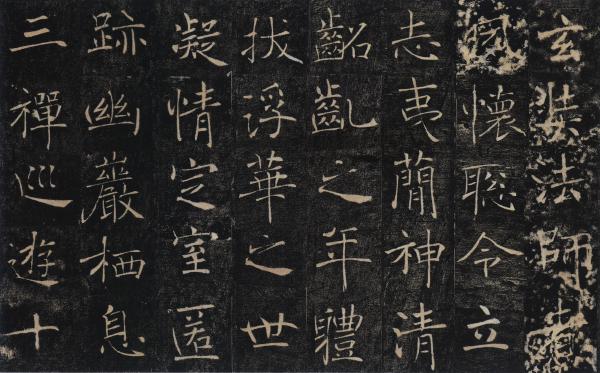 玄奘法師者
夙懷聰令立
志夷簡神清
齠齔之年體
拔浮華之世
凝情定室匿
跡幽巖栖息
三禪巡遊十